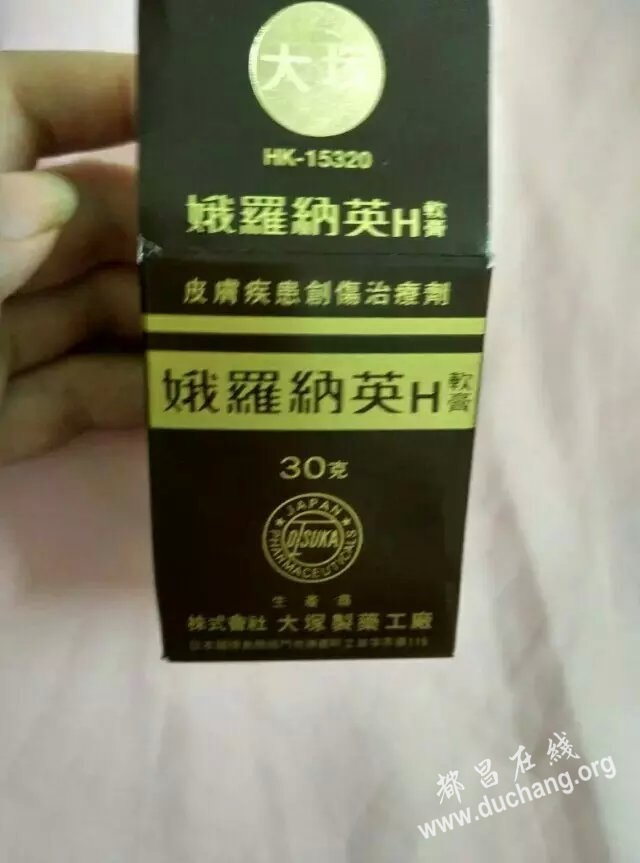 大塚
HK-15320
娥羅納英H軟膏
皮膚疾患創傷治療劑
娥羅納英H軟膏
30克
JAPAN
OTSUKA
PHARMACEUTICALS
生產商
株式會社 大塚製藥工廠
都昌在线
www.duchang.org